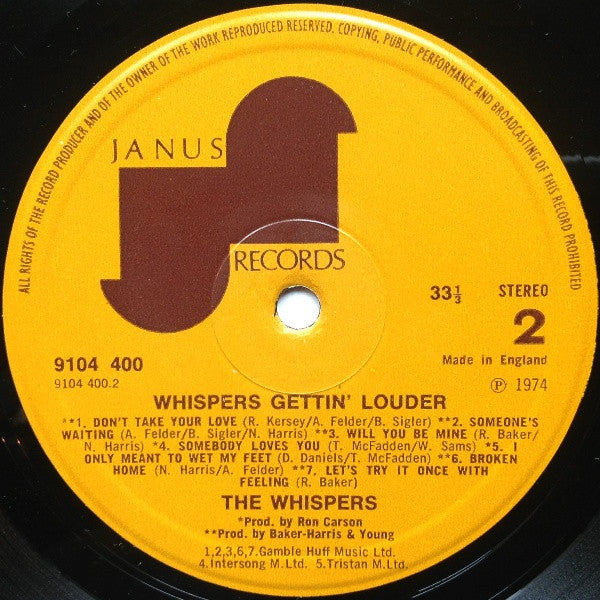 ALL RIGHTS OF THE RECORD PRODUCER AND OF THE OWNER OF THE WORK REPRODUCED RESERVED. COPYING, PUBLIC PERFORMANCE AND BROADCASTING OF THIS RECORD PROHIBITED
JANUS
RECORDS
33⅓ STEREO
2
9104 400
Made in England
9104 400.2
℗ 1974
WHISPERS GETTIN' LOUDER
**1. DON'T TAKE YOUR LOVE (R. Kersey/A. Felder/B. Sigler) **2. SOMEONE'S
WAITING (A. Felder/B. Sigler/N. Harris) **3. WILL YOU BE MINE (R. Baker/
N. Harris) *4. SOMEBODY LOVES YOU (T. McFadden/W. Sams) *5. I
ONLY MEANT TO WET MY FEET (D. Daniels/T. McFadden) **6. BROKEN
HOME (N. Harris/A. Felder) **7. LET'S TRY IT ONCE WITH
FEELING (R. Baker)
THE WHISPERS
*Prod. by Ron Carson
**Prod. by Baker-Harris & Young
1,2,3,6,7.Gamble Huff Music Ltd.
4.Intersong M.Ltd. 5.Tristan M.Ltd.